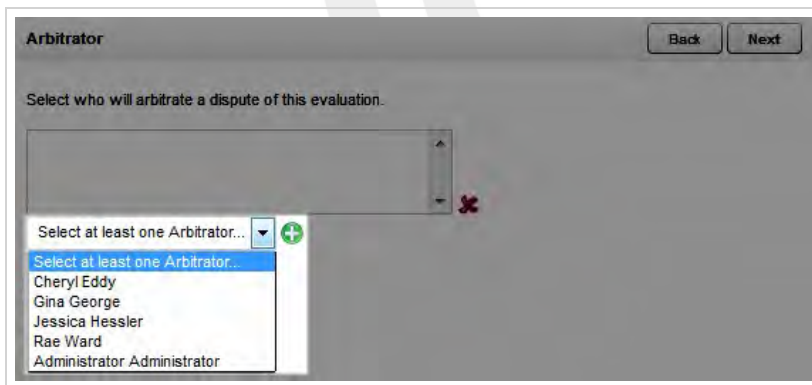 Arbitrator Back Next
Select who will arbitrate a dispute of this evaluation.
Select at least one Arbitrator...
Select at least one Arbitrator...
Cheryl Eddy
Gina George
Jessica Hessler
Rae Ward
Administrator Administrator